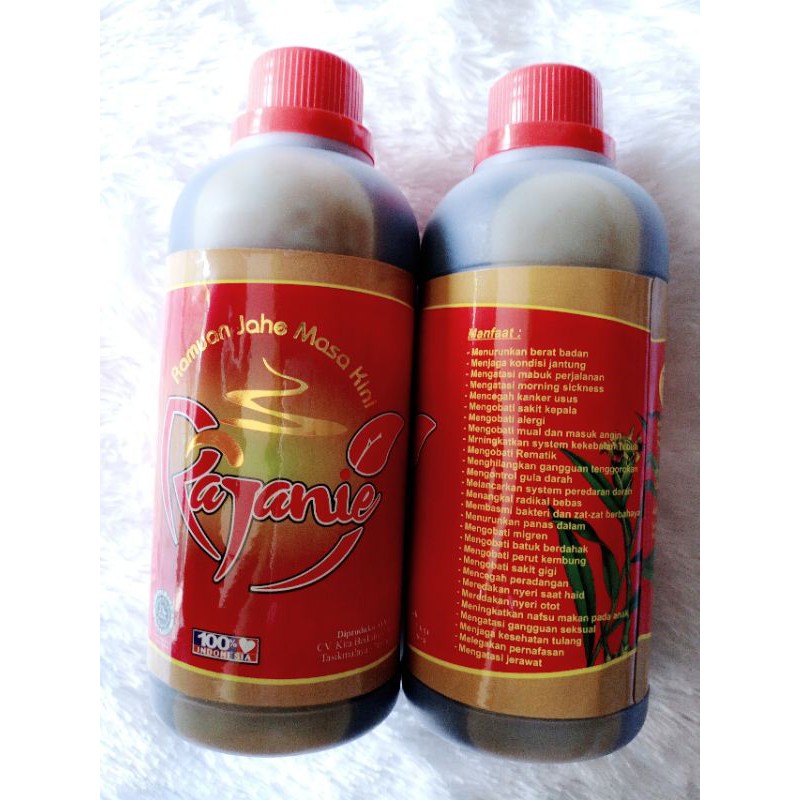 Ramuan Jahe Masa Kini
RaJanie
100%
INDONESIA
Diproduksi
CV. Kita
Manfaat :
- Menurunkan berat badan
- Menjaga kondisi jantung
- Mengatasi mabuk perjalanan
- Mengatasi morning sickness
- Mencegah kanker usus
- Mengobati sakit kepala
- Mengobati alergi
- Mengobati mual dan masuk angin
- Mrningkatkan system kekebalan
- Mengobati Rematik
- Menghilangkan gangguan tenggorokan
- Mengontrol gula darah
- Melancarkan system peredaran darah
- Menangkal radikal bebas
- Membasmi bakteri dan zat-zat berbahaya
- Menurunkan panas dalam
- Mengobati migren
- Mengobati batuk berdahak
- Mengobati perut kembung
- Mengobati sakit gigi
- Mencegah peradangan
- Meredakan nyeri saat haid
- Meredakan nyeri otot
- Meningkatkan nafsu makan pada anak
- Mengatasi gangguan seksual
- Menjaga kesehatan tulang
- Melegakan pernafasan
- Mengatasi jerawat